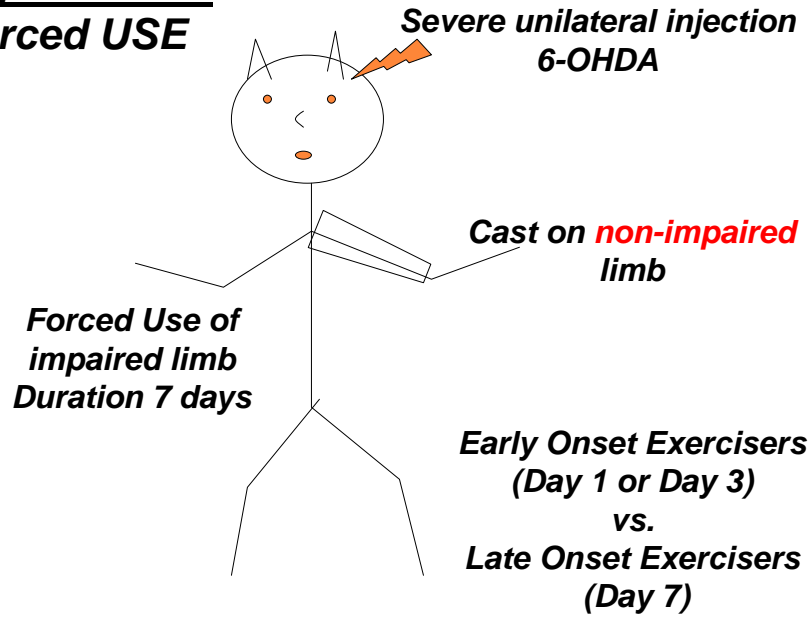 USE
Severe unilateral injection
6-OHDA
Cast on non-impaired
limb
Forced Use of
impaired limb
Duration 7 days
Early Onset Exercisers
(Day 1 or Day 3)
vs.
Late Onset Exercisers
(Day 7)